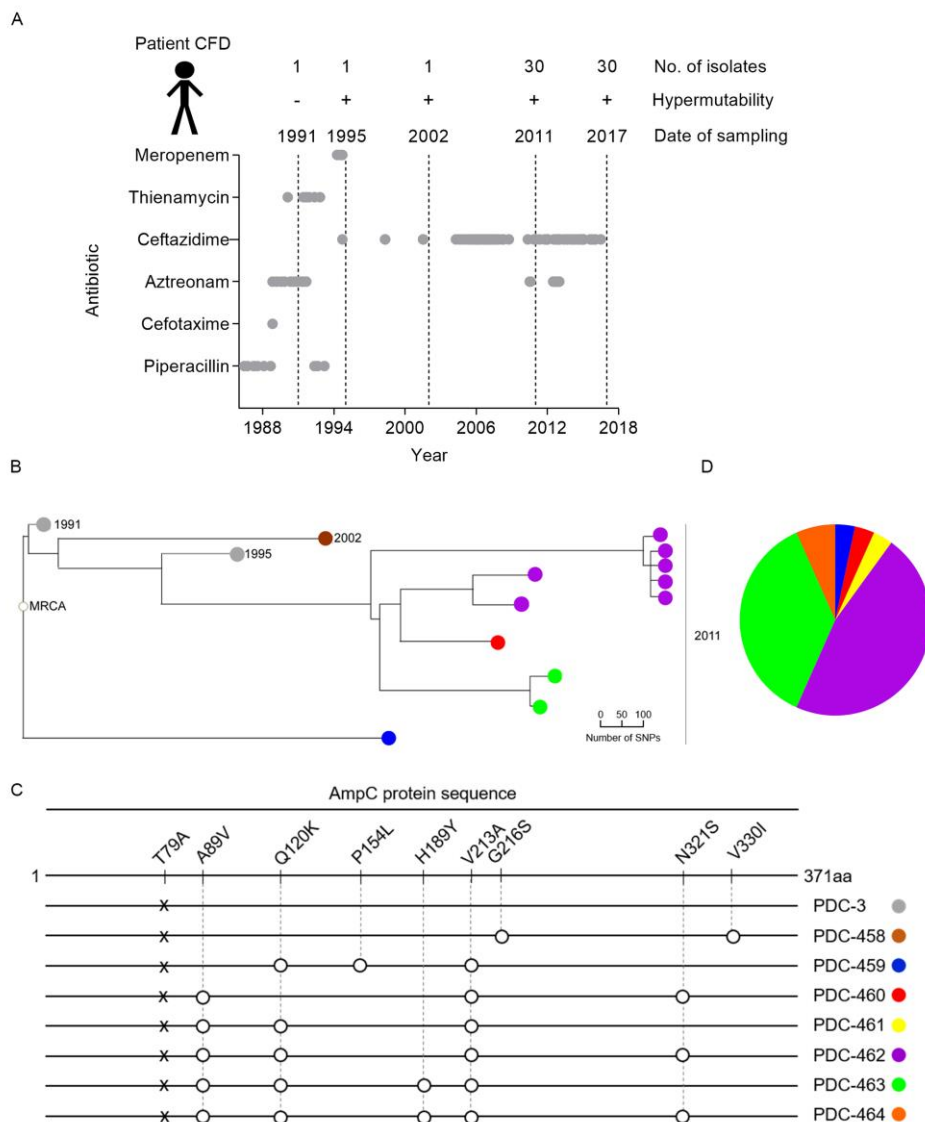 A
Patient CFD
1 1 1 30 30 No. of isolates
- + + + + Hypermutability
1991 1995 2002 2011 2017 Date of sampling
Meropenem
Thienamycin
Ceftazidime
Aztreonam
Cefotaxime
Piperacillin
Antibiotic
1988 1994 2000 2006 2012 2018
Year
B
1991
2002
1995
MRCA
2011
0 50 100
Number of SNPs
D
C
AmpC protein sequence
T79A A89V Q120K P154L H189Y V213A G216S N321S V330I
1 371aa
x PDC-3
x PDC-458
x PDC-459
x PDC-460
x PDC-461
x PDC-462
x PDC-463
x PDC-464